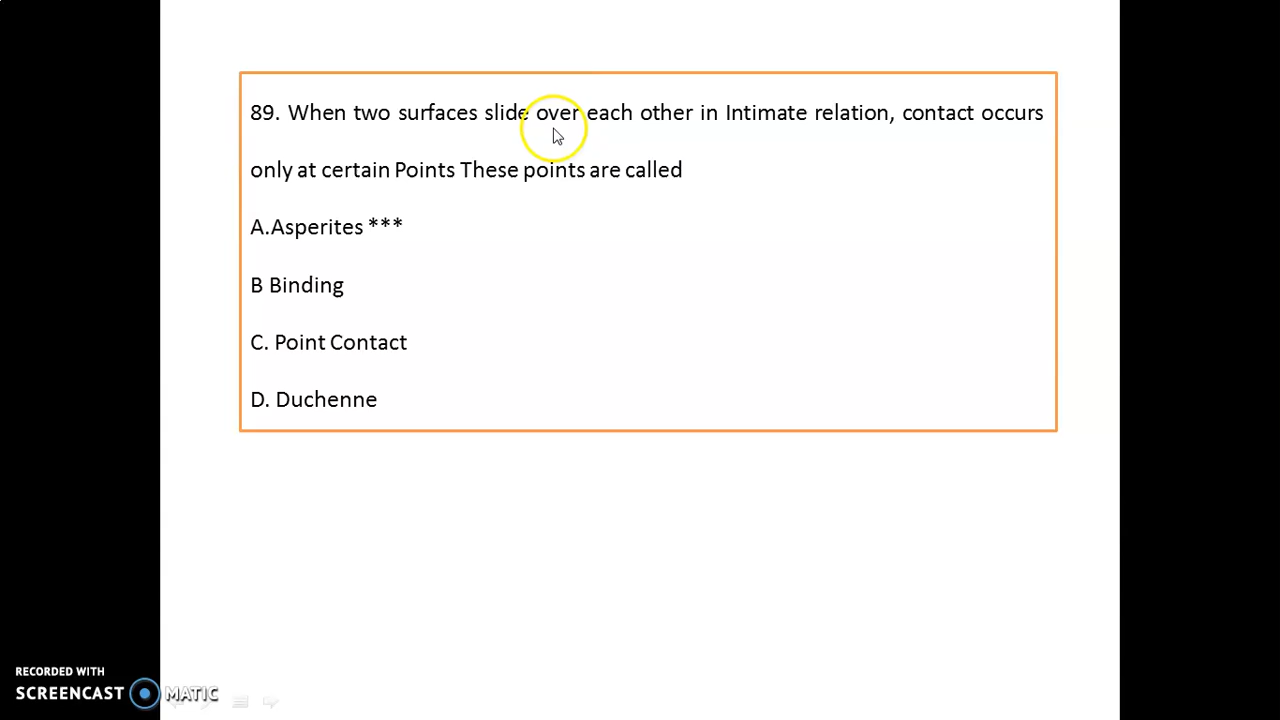 89. When two surfaces slide over each other in Intimate relation, contact occurs
only at certain Points These points are called
A.Asperites ***
B Binding
C. Point Contact
D. Duchenne
RECORDED WITH
SCREENCAST MATIC